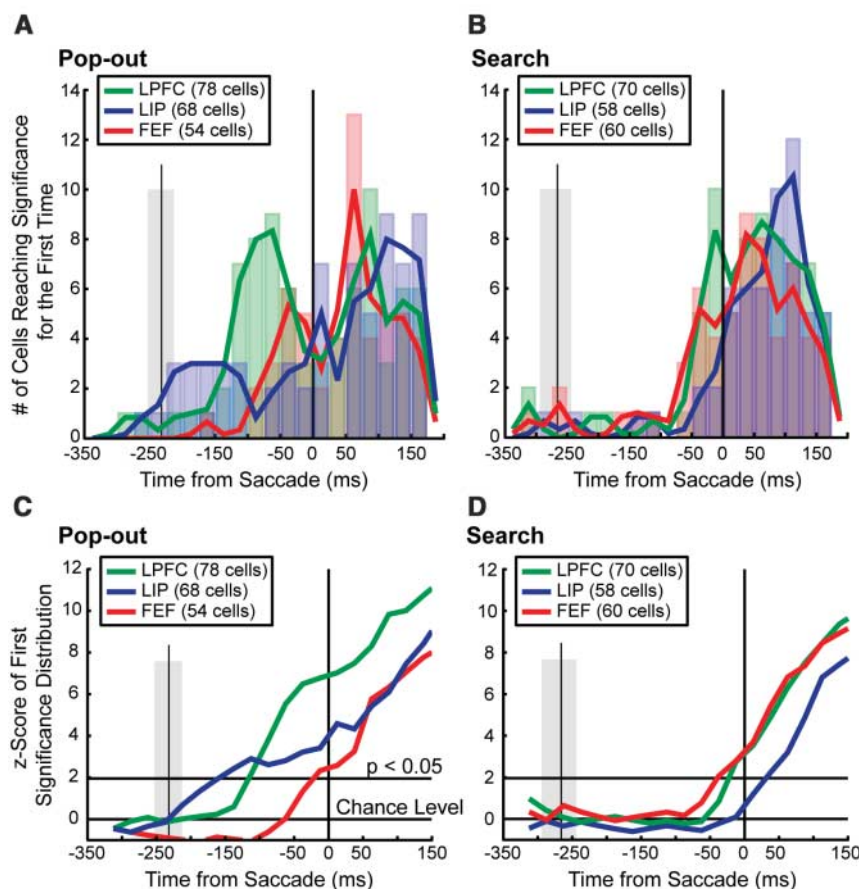 A
Pop-out
LPFC (78 cells)
LIP (68 cells)
FEF (54 cells)
# of Cells Reaching Significance
for the First Time
14
12
10
8
6
4
2
0
-350
-250
-150
-50
0
50
150
Time from Saccade (ms)
B
Search
LPFC (70 cells)
LIP (58 cells)
FEF (60 cells)
14
12
10
8
6
4
2
0
-350
-250
-150
-50
0
50
150
Time from Saccade (ms)
C
Pop-out
LPFC (78 cells)
LIP (68 cells)
FEF (54 cells)
z-Score of First
Significance Distribution
12
10
8
6
4
2
0
p < 0.05
Chance Level
-350
-250
-150
-50
0
50
150
Time from Saccade (ms)
D
Search
LPFC (70 cells)
LIP (58 cells)
FEF (60 cells)
12
10
8
6
4
2
0
-350
-250
-150
-50
0
50
150
Time from Saccade (ms)